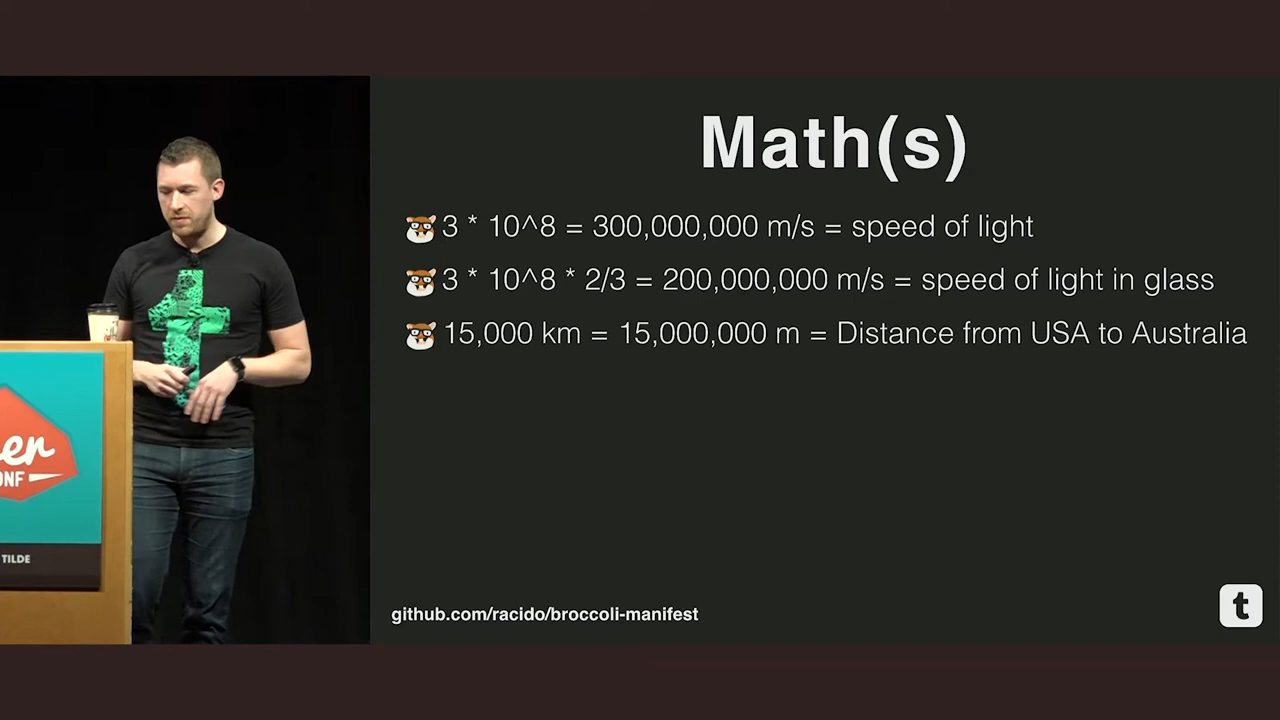 Math(s)
3 * 10^8 = 300,000,000 m/s = speed of light
3 * 10^8 * 2/3 = 200,000,000 m/s = speed of light in glass
15,000 km = 15,000,000 m = Distance from USA to Australia
github.com/racido/broccoli-manifest
t
t
er
ONF
TILDE